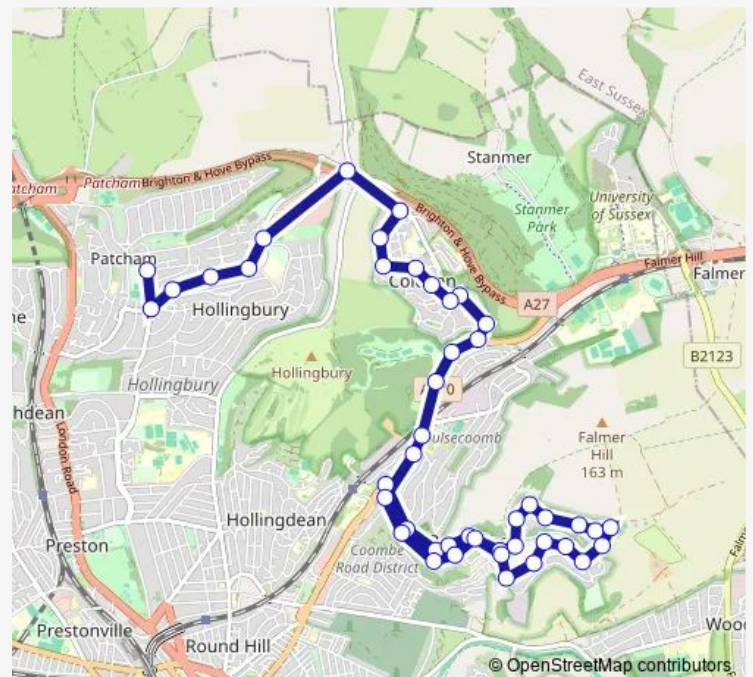 East Sussex
Stanmer
University
of Sussex
Stanmer
Park
Patcham
Brighton & Hove Bypass
Brighton & Hove Bypass
Falmer Hill
Falmer
Patcham
A27
Hollingbury
B2123
Hollingbury
Hollingbury
London Road
Falmer
Hill
163 m
Hollingdean
Coombe
Road District
Preston
Prestonville
Round Hill
© OpenStreetMap contributors